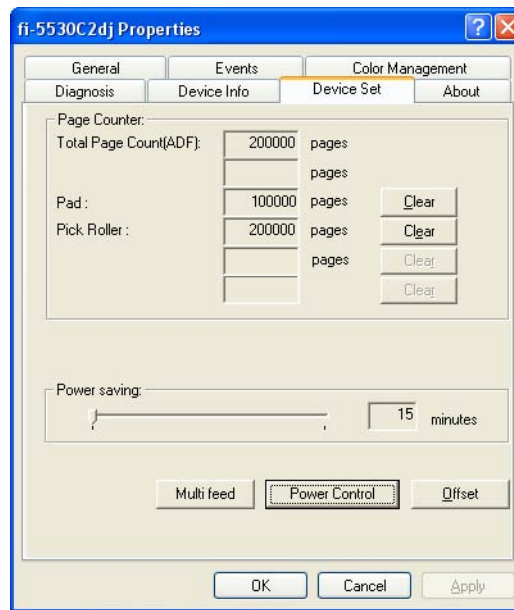 fi-5530C2dj Properties
General Events Color Management
Diagnosis Device Info Device Set About
Page Counter:
Total Page Count(ADF): 200000 pages
pages
Pad : 100000 pages Clear
Pick Roller : 200000 pages Clear
pages Clear
Clear
Power saving:
15 minutes
Multi feed Power Control Offset
OK Cancel Apply